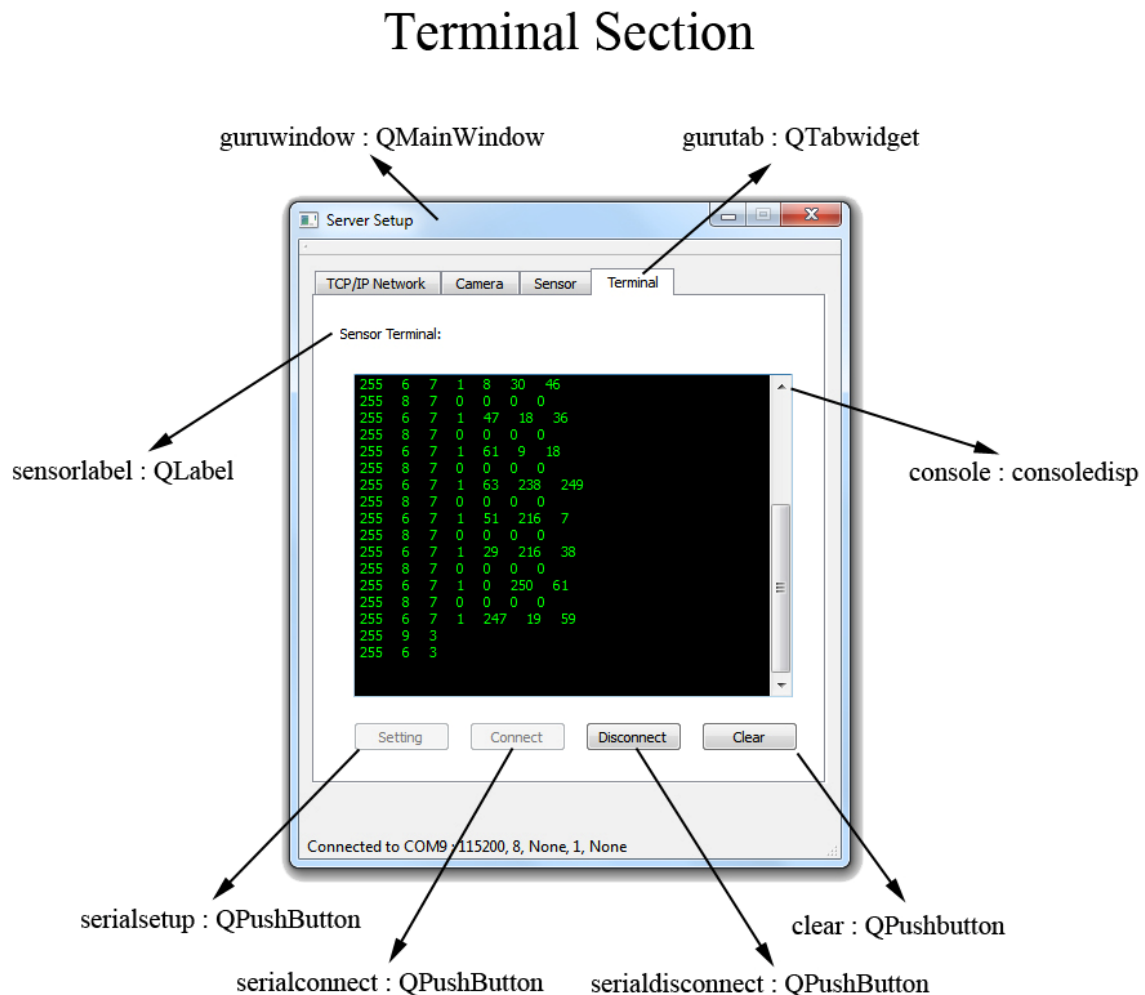 Terminal Section
guruwindow : QMainWindow
gurutab : QTabwidget
Server Setup
TCP/IP Network Camera Sensor Terminal
Sensor Terminal:
255 6 7 1 8 30 46
255 8 7 0 0 0 0
255 6 7 1 47 18 36
255 8 7 0 0 0 0
255 6 7 1 61 9 18
255 8 7 0 0 0 0
255 6 7 1 63 238 249
255 8 7 0 0 0 0
255 6 7 1 51 216 7
255 8 7 0 0 0 0
255 6 7 1 29 216 38
255 8 7 0 0 0 0
255 6 7 1 0 250 61
255 8 7 0 0 0 0
255 6 7 1 247 19 59
255 9 3
255 6 3
sensorlabel : QLabel
console : consoledisp
Setting Connect Disconnect Clear
Connected to COM9 : 115200, 8, None, 1, None
serialsetup : QPushButton
clear : QPushbutton
serialconnect : QPushButton
serialdisconnect : QPushButton